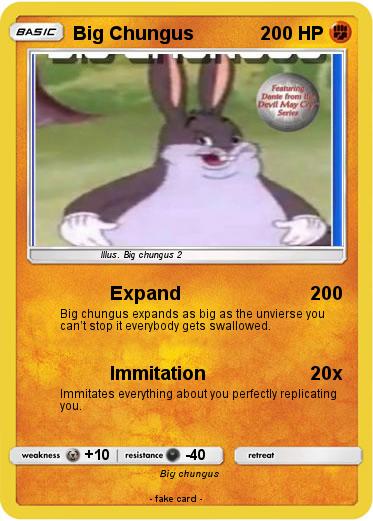 BASIC Big Chungus 200 HP
BIG CHUNGUS
Featuring
Dante from the
Devil May Cry
Series
Illus. Big chungus 2
Expand 200
Big chungus expands as big as the unvierse you
can't stop it everybody gets swallowed.
Immitation 20x
Immitates everything about you perfectly replicating
you.
weakness +10 resistance -40 retreat
Big chungus
- fake card -